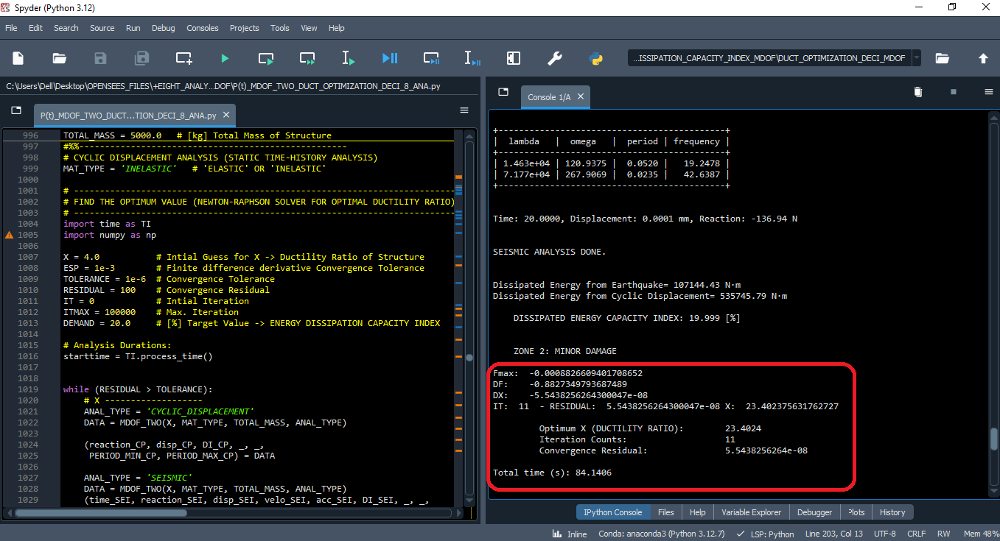 Spyder (Python 3.12)
File Edit Search Source Run Debug Consoles Projects Tools View Help
...ISSIPATION_CAPACITY_INDEX_MDOF\DUCT_OPTIMIZATION_DECI_MDOF
C:\Users\Dell\Desktop\OPENSEES_FILES\+EIGHT_ANALY...DOF\P(t)_MDOF_TWO_DUCT_OPTIMIZATION_DECI_8_ANA.py
P(t)_MDOF_TWO_DUCT...TION_DECI_8_ANA.py
996 TOTAL_MASS = 5000.0 # [kg] Total Mass of Structure
997 #%%--------------------------------------------------
998 # CYCLIC DISPLACEMENT ANALYSIS (STATIC TIME-HISTORY ANALYSIS)
999 MAT_TYPE = 'INELASTIC' # 'ELASTIC' OR 'INELASTIC'
1000
1001 # -------------------------------------------------------------------------
1002 # FIND THE OPTIMUM VALUE (NEWTON-RAPHSON SOLVER FOR OPTIMAL DUCTILITY RATIO)
1003 # -------------------------------------------------------------------------
1004 import time as TI
1005 import numpy as np
1006
1007 X = 4.0 # Intial Guess for X -> Ductility Ratio of Structure
1008 ESP = 1e-3 # Finite difference derivative Convergence Tolerance
1009 TOLERANCE = 1e-6 # Convergence Tolerance
1010 RESIDUAL = 100 # Convergence Residual
1011 IT = 0 # Intial Iteration
1012 ITMAX = 100000 # Max. Iteration
1013 DEMAND = 20.0 # [%] Target Value -> ENERGY DISSIPATION CAPACITY INDEX
1014
1015 # Analysis Durations:
1016 starttime = TI.process_time()
1017
1018
1019 while (RESIDUAL > TOLERANCE):
1020 # X -------------------
1021 ANAL_TYPE = 'CYCLIC_DISPLACEMENT'
1022 DATA = MDOF_TWO(X, MAT_TYPE, TOTAL_MASS, ANAL_TYPE)
1023
1024 (reaction_CP, disp_CP, DI_CP, _, _,
1025 PERIOD_MIN_CP, PERIOD_MAX_CP) = DATA
1026
1027 ANAL_TYPE = 'SEISMIC'
1028 DATA = MDOF_TWO(X, MAT_TYPE, TOTAL_MASS, ANAL_TYPE)
1029 (time_SEI, reaction_SEI, disp_SEI, velo_SEI, acc_SEI, DI_SEI, _, _,
Console 1/A
+--------------------------------------------+
| lambda | omega | period | frequency |
+--------------------------------------------+
| 1.463e+04 | 120.9375 | 0.0520 | 19.2478 |
| 7.177e+04 | 267.9069 | 0.0235 | 42.6387 |
+--------------------------------------------+
Time: 20.0000, Displacement: 0.0001 mm, Reaction: -136.94 N
SEISMIC ANALYSIS DONE.
Dissipated Energy from Earthquake= 107144.43 N·m
Dissipated Energy from Cyclic Displacement= 535745.79 N·m
DISSIPATED ENERGY CAPACITY INDEX: 19.999 [%]
ZONE 2: MINOR DAMAGE
Fmax: -0.0008826609401708652
DF: -0.8827349793687489
DX: -5.5438256264300047e-08
IT: 11 - RESIDUAL: 5.5438256264300047e-08 X: 23.402375631762727
Optimum X (DUCTILITY RATIO): 23.4024
Iteration Counts: 11
Convergence Residual: 5.5438256264e-08
Total time (s): 84.1406
IPython Console Files Help Variable Explorer Debugger Plots History
Inline Conda: anaconda3 (Python 3.12.7) LSP: Python Line 203, Col 13 UTF-8 CRLF RW Mem 48%